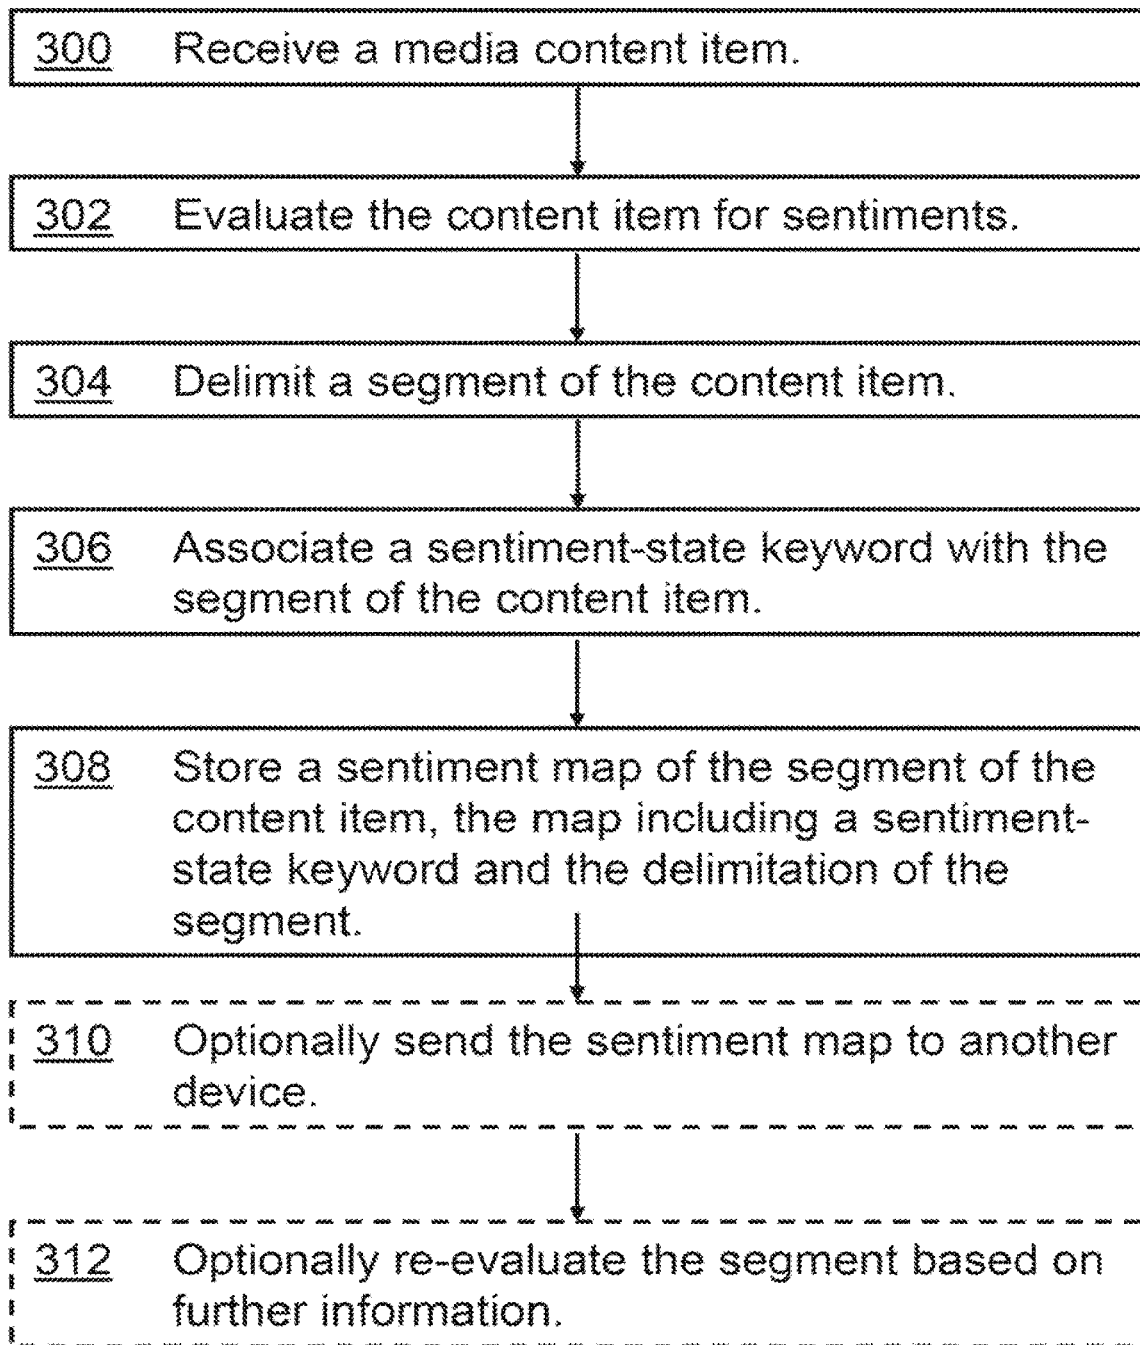 300 Receive a media content item.
302 Evaluate the content item for sentiments.
304 Delimit a segment of the content item.
306 Associate a sentiment-state keyword with the
segment of the content item.
308 Store a sentiment map of the segment of the
content item, the map including a sentiment-
state keyword and the delimitation of the
segment.
310 Optionally send the sentiment map to another
device.
312 Optionally re-evaluate the segment based on
further information.